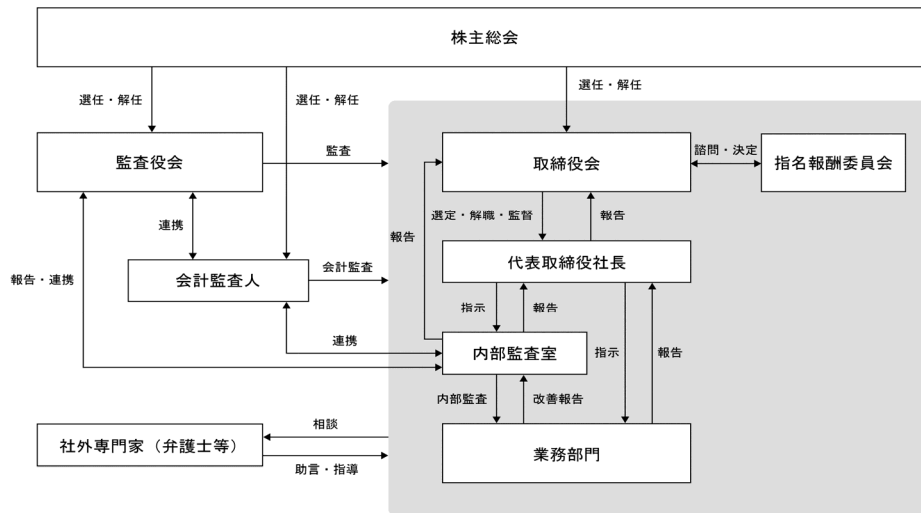 株主総会
選任・解任
選任・解任
選任・解任
監査役会
監査
取締役会
諮問・決定
指名報酬委員会
連携
報告
選定・解職・監督
報告
報告・連携
会計監査人
会計監査
代表取締役社長
指示
報告
連携
内部監査室
指示
報告
内部監査
改善報告
社外専門家（弁護士等）
相談
助言・指導
業務部門